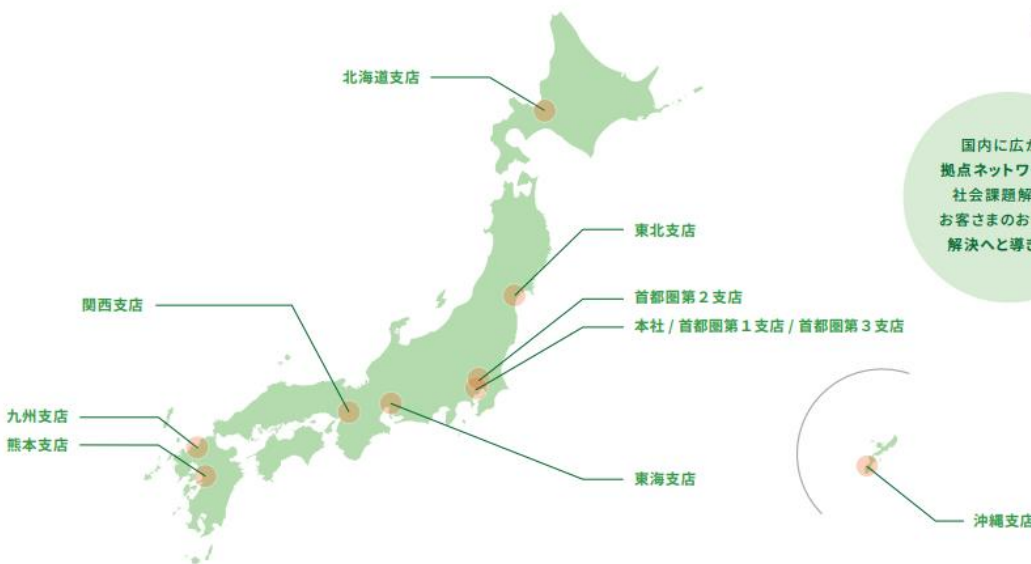 北海道支店
国内に広が
拠点ネットワ
社会課題解
お客さまのお
解決へと導き
東北支店
首都圏第２支店
関西支店
本社 / 首都圏第１支店 / 首都圏第３支店
九州支店
熊本支店
東海支店
沖縄支店